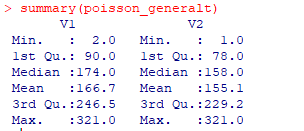 > summary(poisson_generalt)
V1 V2
Min. : 2.0 Min. : 1.0
1st Qu.: 90.0 1st Qu.: 78.0
Median :174.0 Median :158.0
Mean :166.7 Mean :155.1
3rd Qu.:246.5 3rd Qu.:229.2
Max. :321.0 Max. :321.0